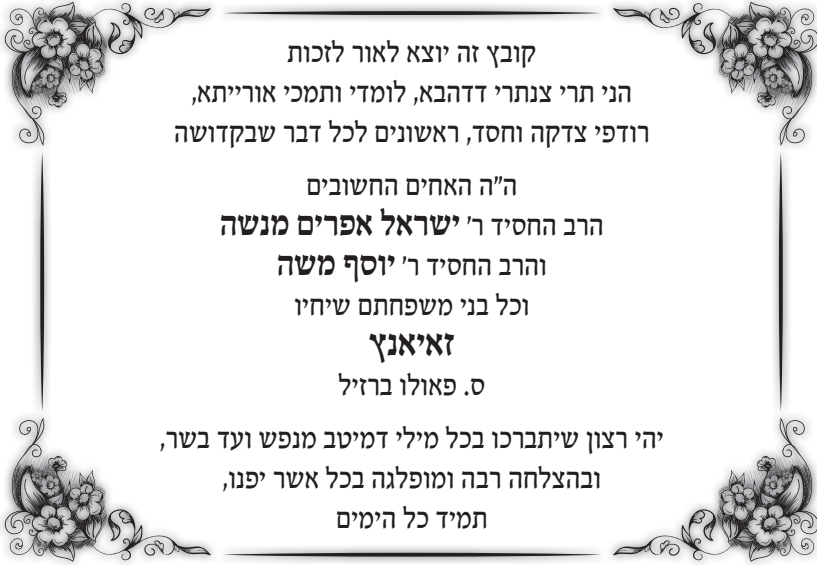 קובץ זה יוצא לאור לזכות
הני תרי צנתרי דדהבא, לומדי ותמכי אורייתא,
רודפי צדקה וחסד, ראשונים לכל דבר שבקדושה
ה"ה האחים החשובים
הרב החסיד ר' ישראל אפרים מנשה
והרב החסיד ר' יוסף משה
וכל בני משפחתם שיחיו
זאיאנץ
ס. פאולו ברזיל
יהי רצון שיתברכו בכל מילי דמיטב מנפש ועד בשר,
ובהצלחה רבה ומופלגה בכל אשר יפנו,
תמיד כל הימים